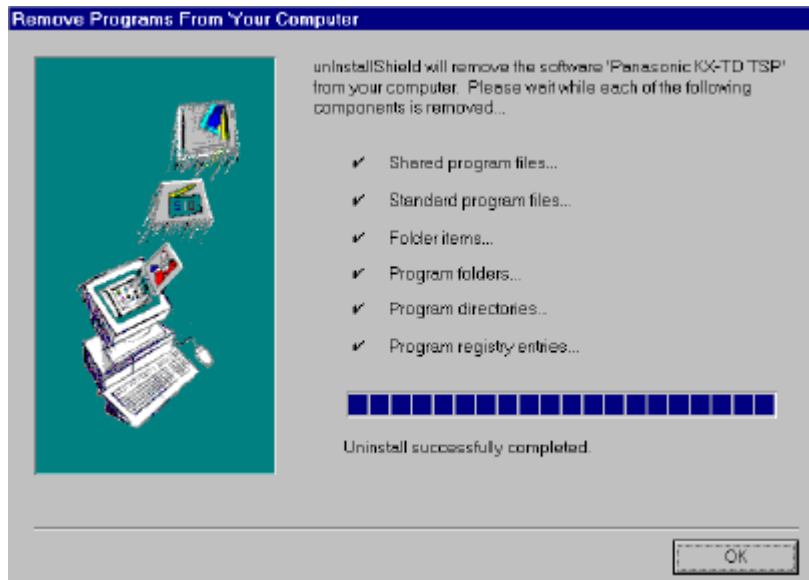 Remove Programs From Your Computer
unInstallShield will remove the software 'Panasonic KX-TD TSP'
from your computer. Please wait while each of the following
components is removed...
Shared program files...
Standard program files...
Folder items...
Program folders...
Program directories...
Program registry entries...
Uninstall successfully completed.
OK